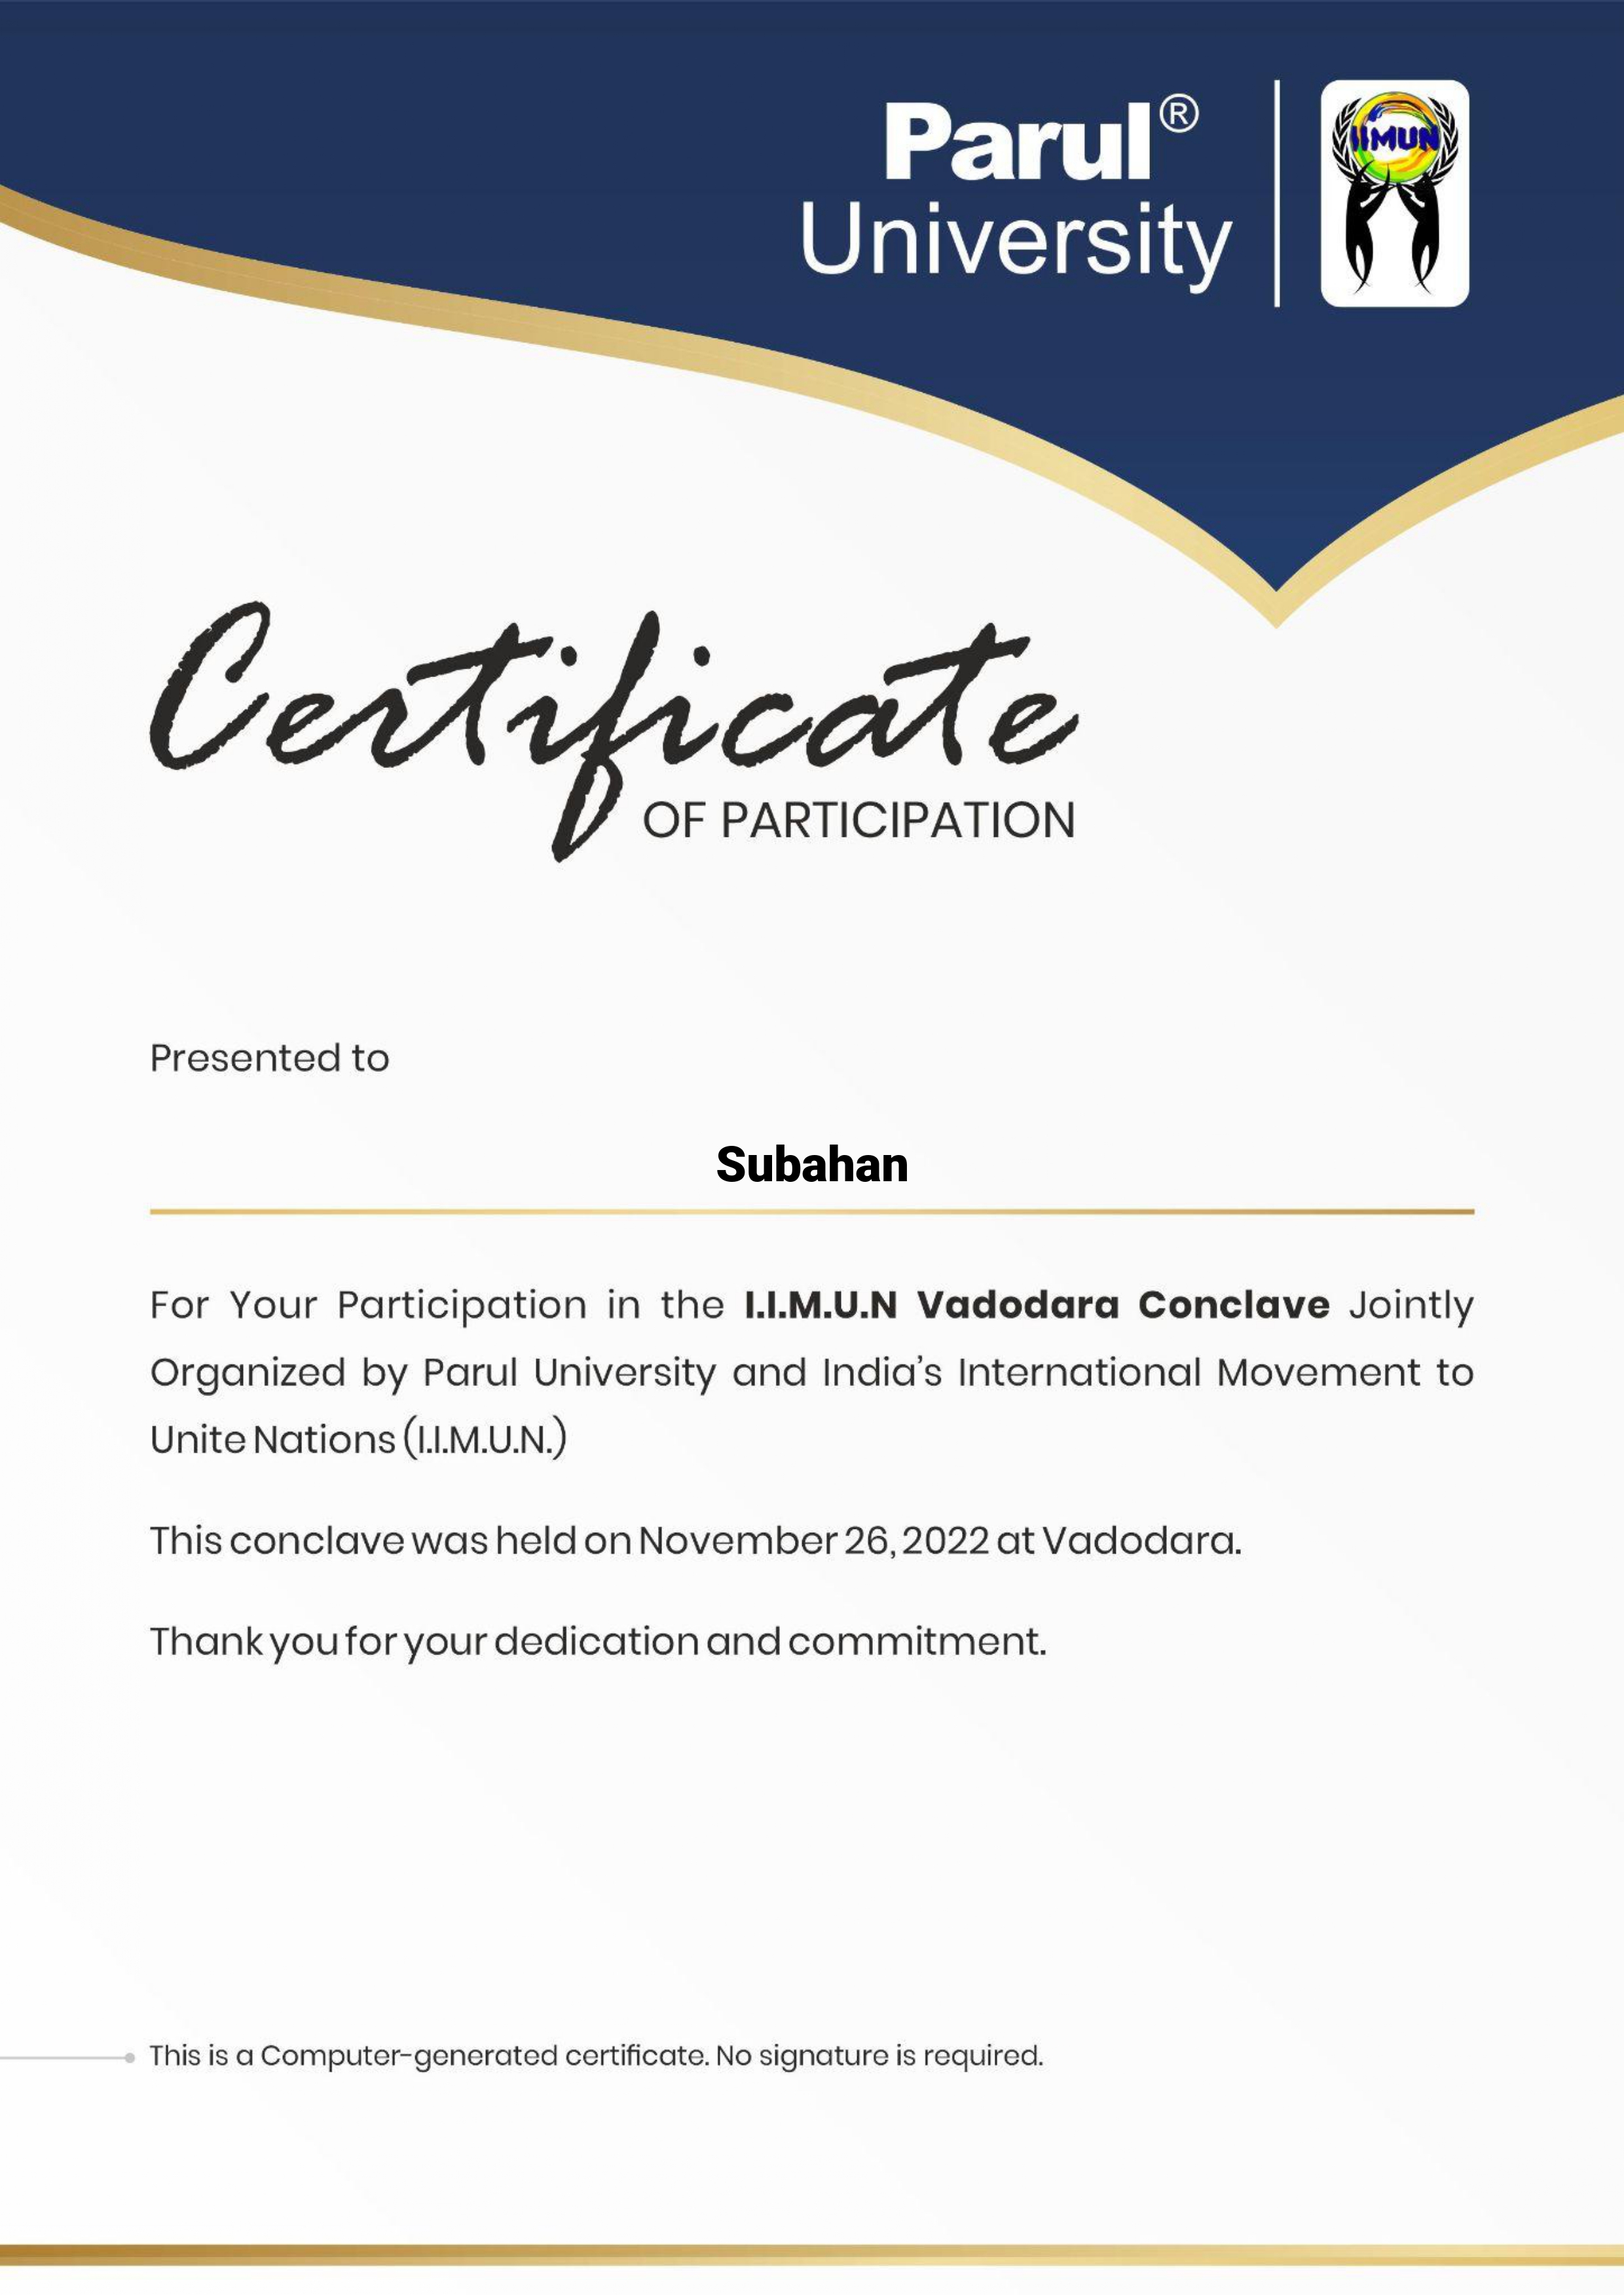 Parul®
University
IIMUN
Certificate
OF PARTICIPATION
Presented to
Subahan
For Your Participation in the I.I.M.U.N Vadodara Conclave Jointly
Organized by Parul University and India's International Movement to
Unite Nations (I.I.M.U.N.)
This conclave was held on November 26, 2022 at Vadodara.
Thank you for your dedication and commitment.
This is a Computer-generated certificate. No signature is required.